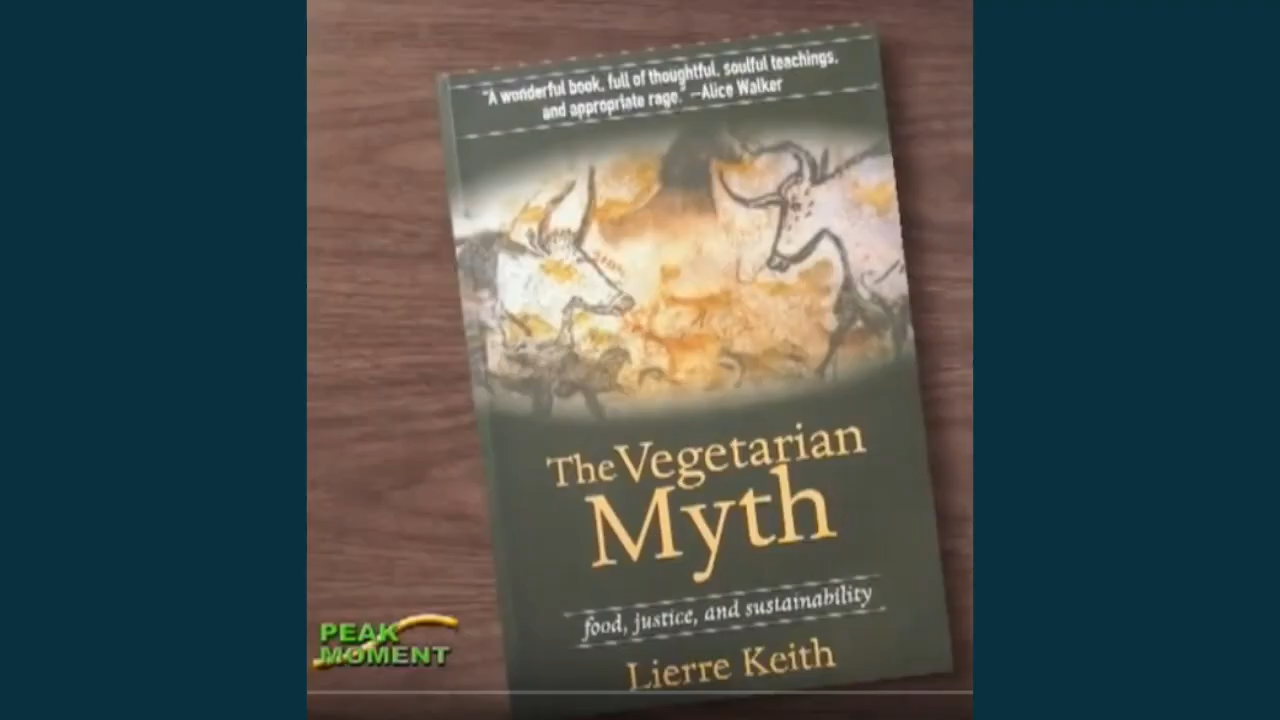 "A wonderful book, full of thoughtful, soulful teachings,
and appropriate rage." —Alice Walker
The Vegetarian
Myth
food, justice, and sustainability
Lierre Keith
PEAK
MOMENT